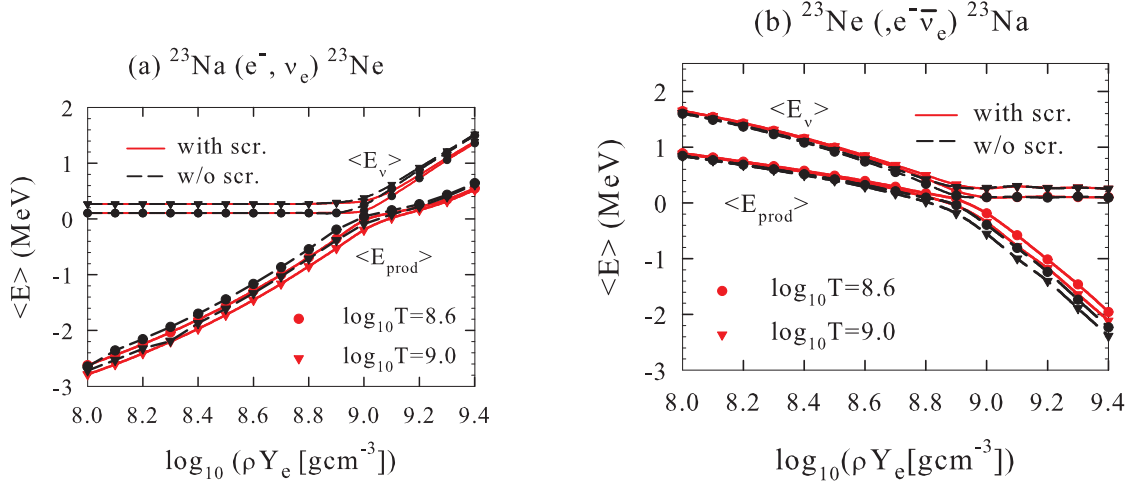 (a) ²³Na (e⁻, νₑ) ²³Ne
2
1
0
-1
-2
-3
<E> (MeV)
with scr.
w/o scr.
<E_ν>
<E_prod>
log₁₀T=8.6
log₁₀T=9.0
8.0 8.2 8.4 8.6 8.8 9.0 9.2 9.4
log₁₀ (ρYₑ [gcm⁻³])
(b) ²³Ne (,e⁻ν̄ₑ) ²³Na
2
1
0
-1
-2
-3
<E> (MeV)
<E_ν>
with scr.
w/o scr.
<E_prod>
log₁₀T=8.6
log₁₀T=9.0
8.0 8.2 8.4 8.6 8.8 9.0 9.2 9.4
log₁₀(ρYₑ [gcm⁻³])